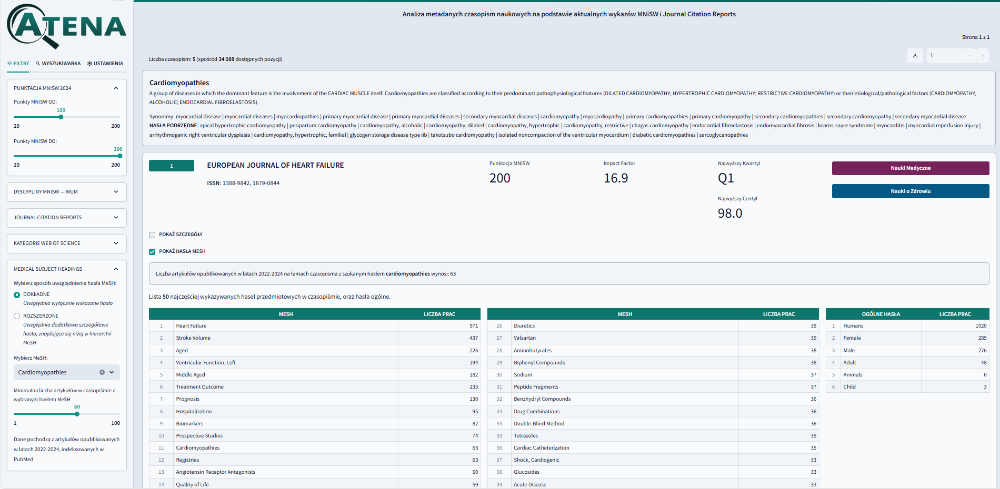 ATENA
FILTRY
WYSZUKIWARKA
USTAWIENIA
PUNKTACJA MNISW 2024
Punkty MNiSW OD:
100
20 200
Punkty MNiSW DO:
200
20 200
DYSCYPLINY MNISW — WUM
JOURNAL CITATION REPORTS
KATEGORIE WEB OF SCIENCE
MEDICAL SUBJECT HEADINGS
Wybierz sposób uwzględnienia hasła MeSH:
DOKŁADNE
Uwzględnia wyłącznie wskazane hasło
ROZSZERZONE
Uwzględnia dodatkowo szczegółowe
hasła, znajdujące się niżej w hierarchii
MeSH
Wybierz MeSH:
Cardiomyopathies
Minimalna liczba artykułów w czasopiśmie z
wybranym hasłem MeSH
60
1 100
Dane pochodzą z artykułów opublikowanych
w latach 2022-2024, indeksowanych w
PubMed
Analiza metadanych czasopism naukowych na podstawie aktualnych wykazów MNiSW i Journal Citation Reports
Strona 1 z 1
Liczba czasopism: 5 (spośród 34 088 dostępnych pozycji)
1 − +
Cardiomyopathies
A group of diseases in which the dominant feature is the involvement of the CARDIAC MUSCLE itself. Cardiomyopathies are classified according to their predominant pathophysiological features (DILATED CARDIOMYOPATHY; HYPERTROPHIC CARDIOMYOPATHY; RESTRICTIVE CARDIOMYOPATHY) or their etiological/pathological factors (CARDIOMYOPATHY,
ALCOHOLIC; ENDOCARDIAL FIBROELASTOSIS).
Synonimy: myocardial disease | myocardial diseases | myocardiopathies | primary myocardial disease | primary myocardial diseases | secondary myocardial diseases | cardiomyopathy | myocardiopathy | primary cardiomyopathies | primary cardiomyopathy | secondary cardiomyopathies | secondary cardiomyopathy | secondary myocardial disease
HASŁA PODRZĘDNE: apical hypertrophic cardiomyopathy | peripartum cardiomyopathy | cardiomyopathy, alcoholic | cardiomyopathy, dilated | cardiomyopathy, hypertrophic | cardiomyopathy, restrictive | chagas cardiomyopathy | endocardial fibroelastosis | endomyocardial fibrosis | kearns-sayre syndrome | myocarditis | myocardial reperfusion injury |
arrhythmogenic right ventricular dysplasia | cardiomyopathy, hypertrophic, familial | glycogen storage disease type iib | takotsubo cardiomyopathy | isolated noncompaction of the ventricular myocardium | diabetic cardiomyopathies | sarcoglycanopathies
1
EUROPEAN JOURNAL OF HEART FAILURE
ISSN: 1388-9842, 1879-0844
Punktacja MNiSW
200
Impact Factor
16.9
Najwyższy Kwartyl
Q1
Najwyższy Centyl
98.0
Nauki Medyczne
Nauki o Zdrowiu
POKAŻ SZCZEGÓŁY
POKAŻ HASŁA MESH
Liczba artykułów opublikowanych w latach 2022-2024 na łamach czasopisma z szukanym hasłem cardiomyopathies wynosi: 63
Lista 50 najczęściej wykazywanych haseł przedmiotowych w czasopiśmie, oraz hasła ogólne.
MESH LICZBA PRAC
1 Heart Failure 971
2 Stroke Volume 437
3 Aged 226
4 Ventricular Function, Left 194
5 Middle Aged 182
6 Treatment Outcome 135
7 Prognosis 130
8 Hospitalization 95
9 Biomarkers 82
10 Prospective Studies 74
11 Cardiomyopathies 63
12 Registries 63
13 Angiotensin Receptor Antagonists 60
14 Quality of Life 59
MESH LICZBA PRAC
26 Diuretics 39
27 Valsartan 39
28 Aminobutyrates 38
29 Biphenyl Compounds 38
30 Sodium 37
31 Peptide Fragments 37
32 Benzhydryl Compounds 36
33 Drug Combinations 36
34 Double-Blind Method 36
35 Tetrazoles 35
36 Cardiac Catheterization 35
37 Shock, Cardiogenic 33
38 Glucosides 33
39 Acute Disease 33
OGÓLNE HASŁA LICZBA PRAC
1 Humans 1020
2 Female 289
3 Male 276
4 Adult 48
5 Animals 6
6 Child 3